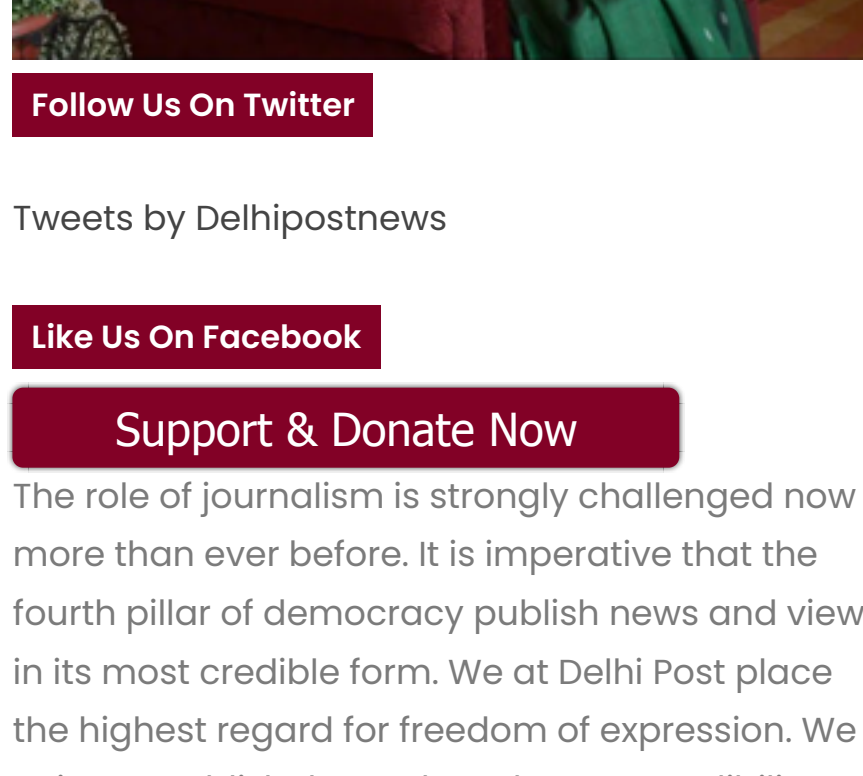 Follow Us On Twitter
Tweets by Delhipostnews
Like Us On Facebook
Support & Donate Now
The role of journalism is strongly challenged now
more than ever before. It is imperative that the
fourth pillar of democracy publish news and view
in its most credible form. We at Delhi Post place
the highest regard for freedom of expression. We